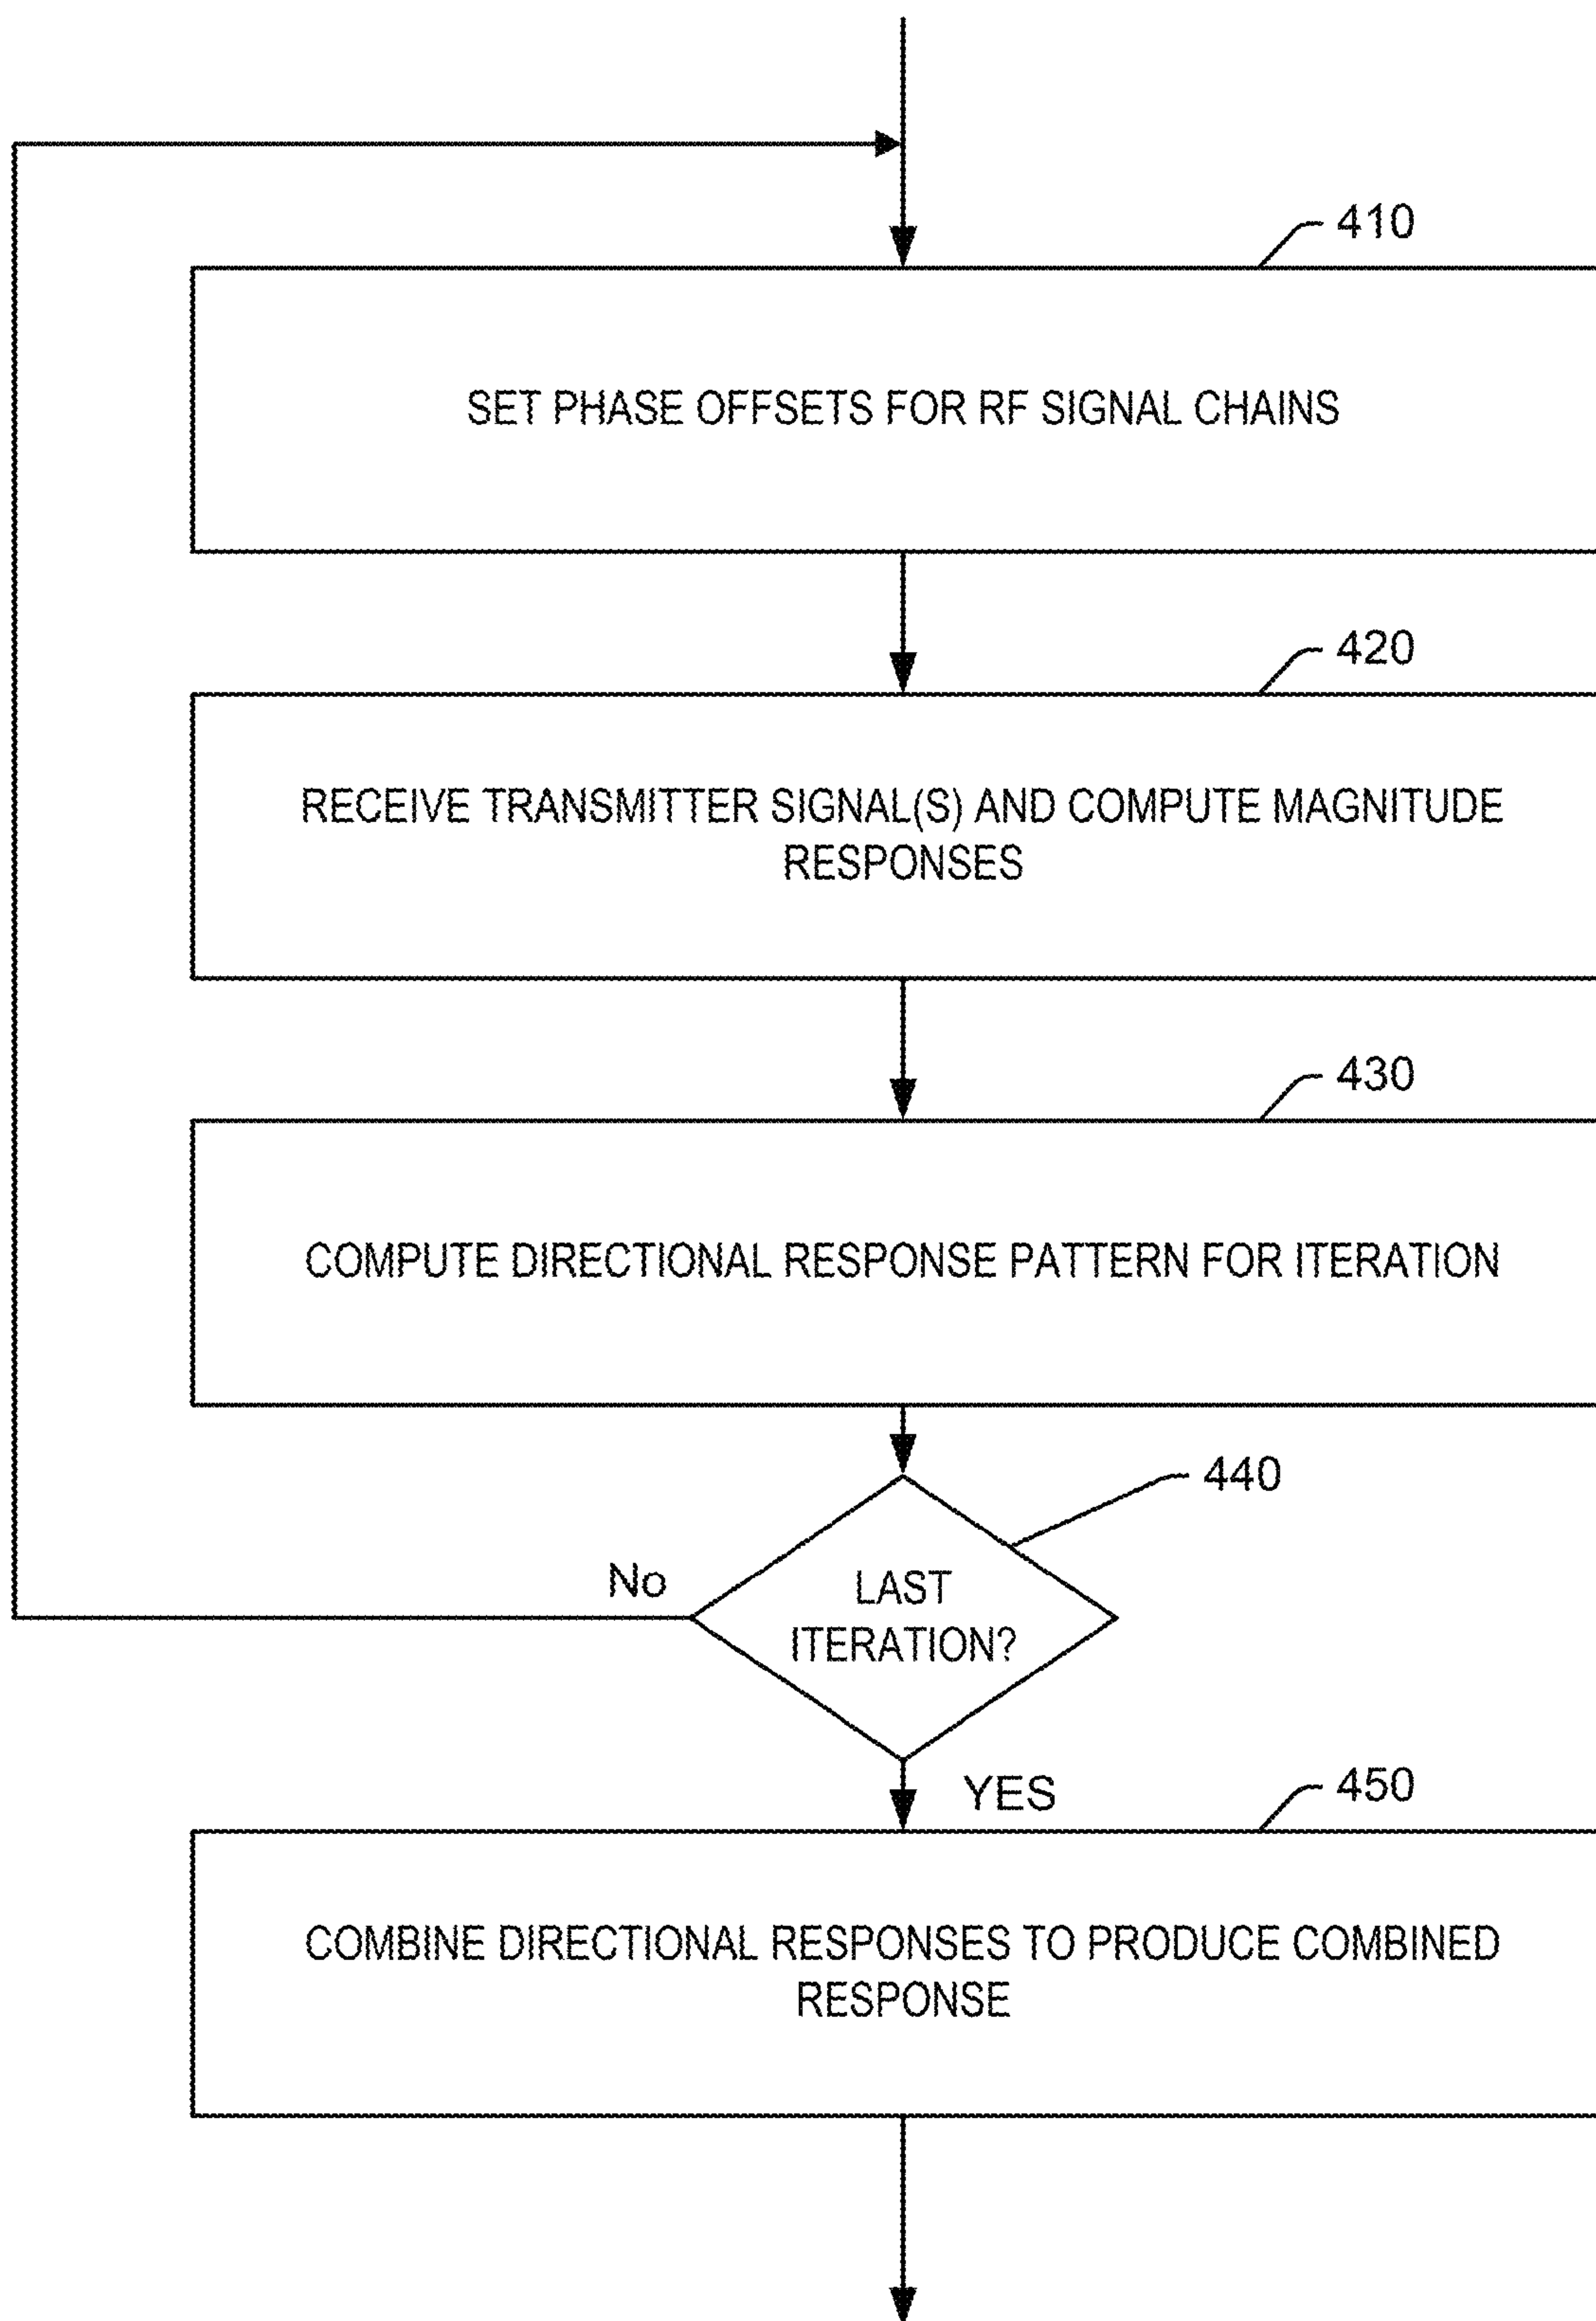 410
SET PHASE OFFSETS FOR RF SIGNAL CHAINS
420
RECEIVE TRANSMITTER SIGNAL(S) AND COMPUTE MAGNITUDE
RESPONSES
430
COMPUTE DIRECTIONAL RESPONSE PATTERN FOR ITERATION
440
No
LAST
ITERATION?
YES
450
COMBINE DIRECTIONAL RESPONSES TO PRODUCE COMBINED
RESPONSE